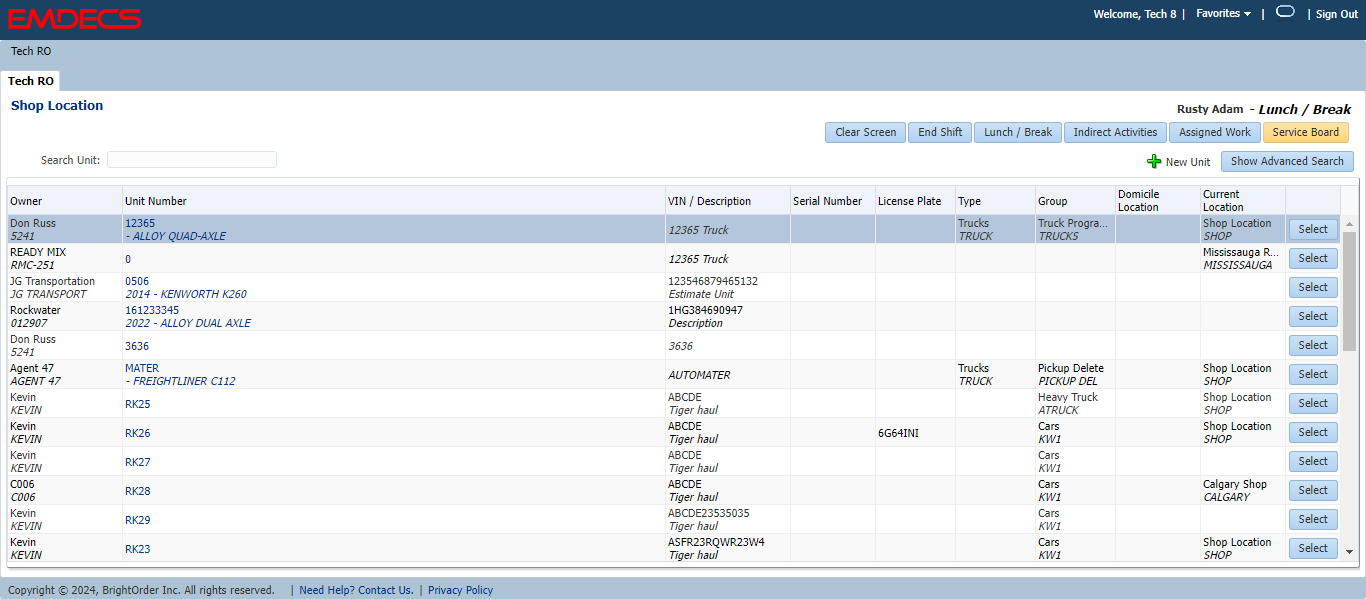 EMDECS
Welcome, Tech 8 | Favorites | | Sign Out
Tech RO
Tech RO
Shop Location
Rusty Adam - Lunch / Break
Clear Screen End Shift Lunch / Break Indirect Activities Assigned Work Service Board
Search Unit: New Unit Show Advanced Search
Owner Unit Number VIN / Description Serial Number License Plate Type Group Domicile Location Current Location
Don Russ 12365 Trucks Truck Progra... Shop Location
5241 - ALLOY QUAD-AXLE 12365 Truck TRUCK TRUCKS SHOP Select
READY MIX Mississauga R...
RMC-251 0 12365 Truck MISSISSAUGA Select
JG Transportation 0506 123546879465132
JG TRANSPORT 2014 - KENWORTH K260 Estimate Unit Select
Rockwater 161233345 1HG384690947
012907 2022 - ALLOY DUAL AXLE Description Select
Don Russ
5241 3636 3636 Select
Agent 47 MATER Trucks Pickup Delete Shop Location
AGENT 47 - FREIGHTLINER C112 AUTOMATER TRUCK PICKUP DEL SHOP Select
Kevin ABCDE Heavy Truck Shop Location
KEVIN RK25 Tiger haul ATRUCK SHOP Select
Kevin ABCDE Cars Shop Location
KEVIN RK26 Tiger haul 6G64INI KW1 SHOP Select
Kevin ABCDE Cars
KEVIN RK27 Tiger haul KW1 Select
C006 ABCDE Cars Calgary Shop
C006 RK28 Tiger haul KW1 CALGARY Select
Kevin ABCDE23535035 Cars
KEVIN RK29 Tiger haul KW1 Select
Kevin ASFR23RQWR23W4 Cars Shop Location
KEVIN RK23 Tiger haul KW1 SHOP Select
Copyright © 2024, BrightOrder Inc. All rights reserved. | Need Help? Contact Us. | Privacy Policy